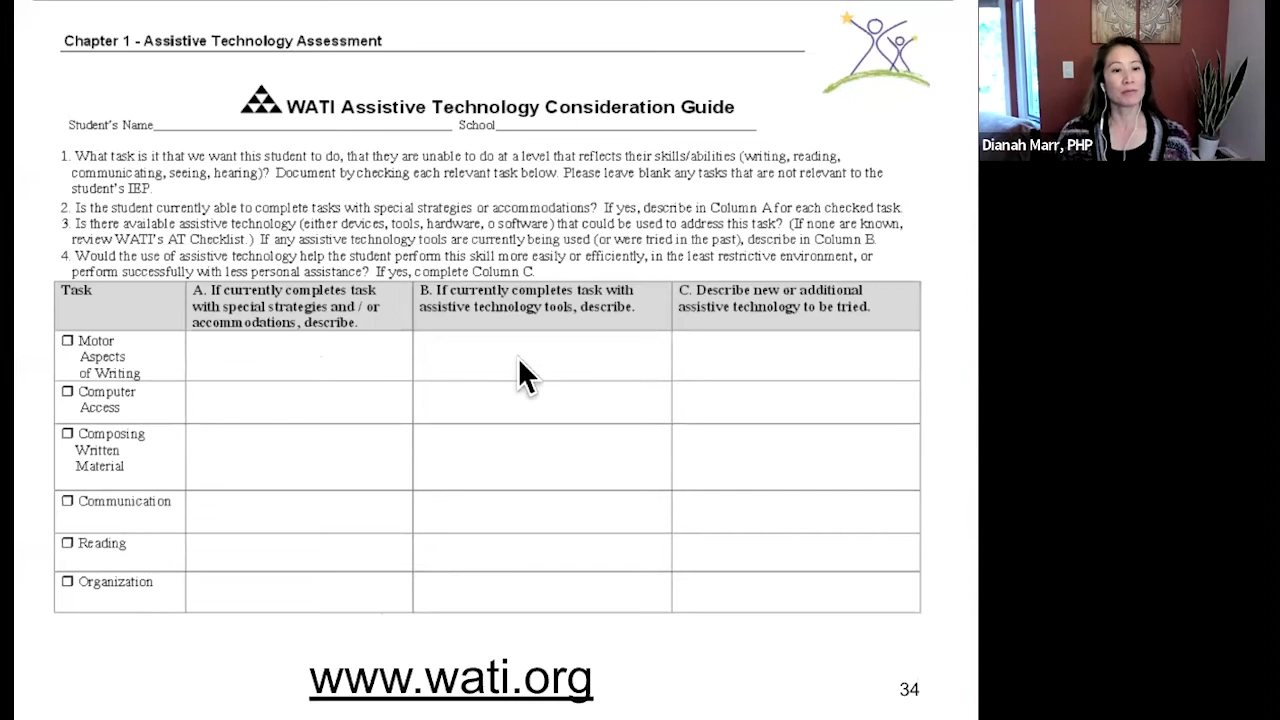 Chapter 1 - Assistive Technology Assessment
WATI Assistive Technology Consideration Guide
Student's Name School
1. What task is it that we want this student to do, that they are unable to do at a level that reflects their skills/abilities (writing, reading,
communicating, seeing, hearing)? Document by checking each relevant task below. Please leave blank any tasks that are not relevant to the
student's IEP.
2. Is the student currently able to complete tasks with special strategies or accommodations? If yes, describe in Column A for each checked task.
3. Is there available assistive technology (either devices, tools, hardware, o software) that could be used to address this task? (If none are known,
review WATI's AT Checklist.) If any assistive technology tools are currently being used (or were tried in the past), describe in Column B.
4. Would the use of assistive technology help the student perform this skill more easily or efficiently, in the least restrictive environment, or
perform successfully with less personal assistance? If yes, complete Column C.
Task
A. If currently completes task
with special strategies and / or
accommodations, describe.
B. If currently completes task with
assistive technology tools, describe.
C. Describe new or additional
assistive technology to be tried.
Motor
Aspects
of Writing
Computer
Access
Composing
Written
Material
Communication
Reading
Organization
www.wati.org
34
Dianah Marr, PHP